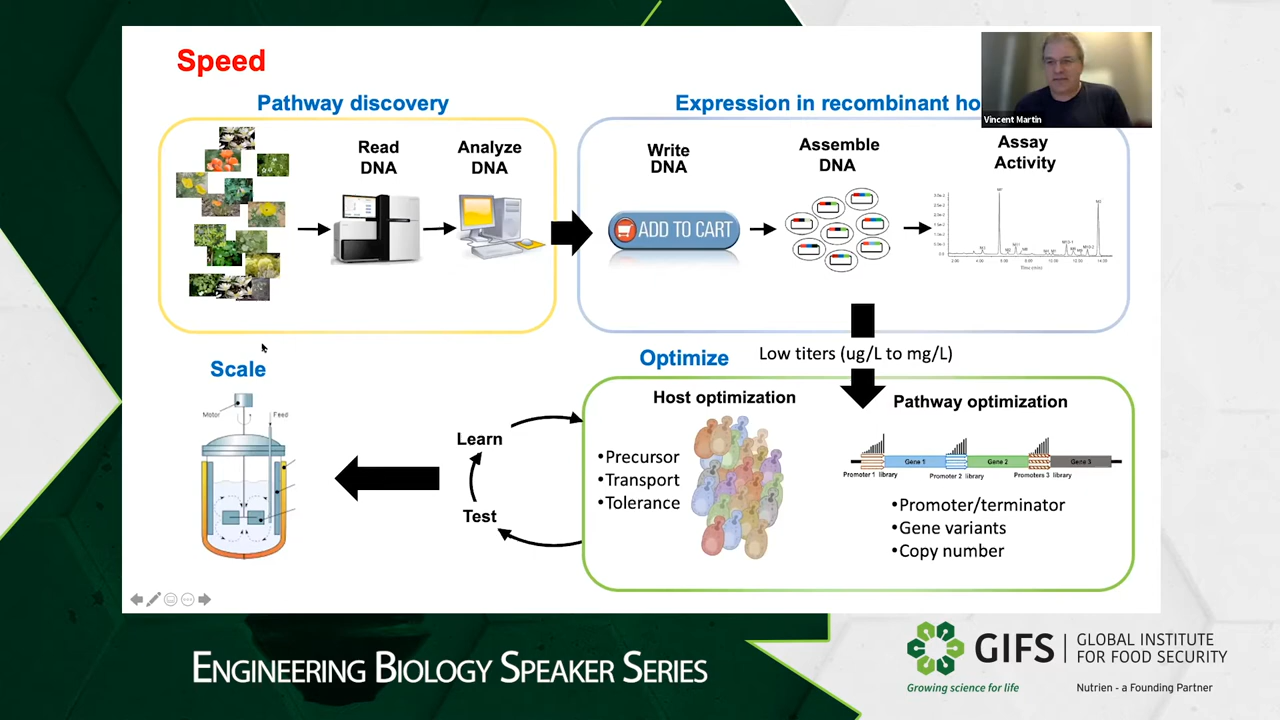 Speed
Pathway discovery
Read
DNA
Analyze
DNA
Expression in recombinant ho
Vincent Martin
Write
DNA
Assemble
DNA
Assay
Activity
ADD TO CART
Time (min)
Low titers (ug/L to mg/L)
Scale
Motor
Feed
Learn
Test
Optimize
Host optimization
•Precursor
•Transport
•Tolerance
Pathway optimization
Gene 1
Gene 2
Gene 3
Promoter 1 library
Promoter 2 library
Promoters 3 library
•Promoter/terminator
•Gene variants
•Copy number
ENGINEERING BIOLOGY SPEAKER SERIES
GIFS
GLOBAL INSTITUTE
FOR FOOD SECURITY
Growing science for life
Nutrien - a Founding Partner